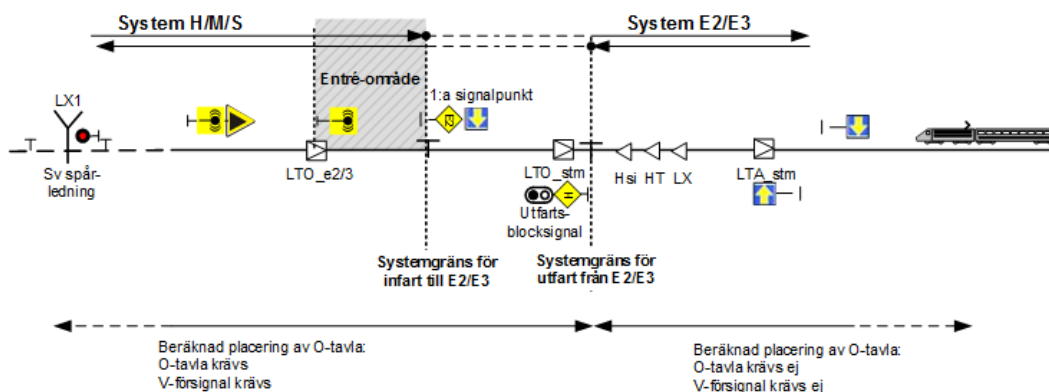 System H/M/S
System E2/E3
Entré-område
1:a signalpunkt
LX1
E3
Sv spår-
ledning
LTO_e2/3
LTO_stm
Hsi
HT
LX
LTA_stm
H
Utfarts-
blocksignal
Systemgräns för
infart till E2/E3
Systemgräns för
utfart från E2/E3
Beräknad placering av O-tavla:
O-tavla krävs
V-försignal krävs
Beräknad placering av O-tavla:
O-tavla krävs ej
V-försignal krävs ej